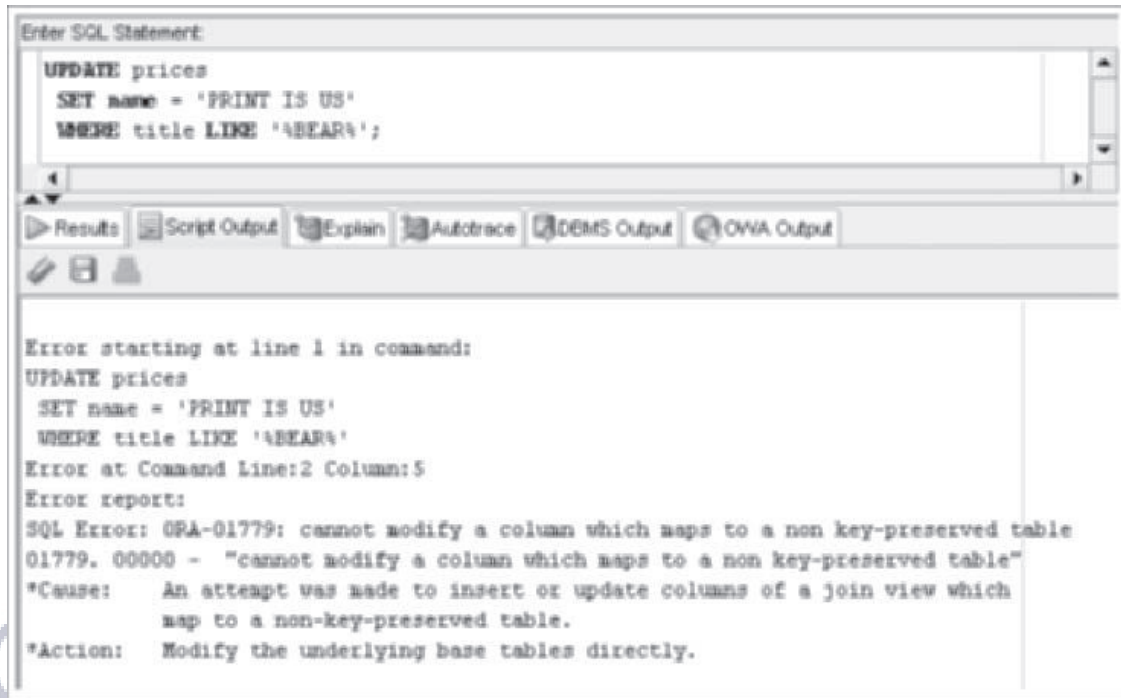 Enter SQL Statement:
UPDATE prices
SET name = 'PRINT IS US'
WHERE title LIKE '%BEAR%';
Results Script Output Explain Autotrace DBMS Output OWA Output
Error starting at line 1 in command:
UPDATE prices
SET name = 'PRINT IS US'
WHERE title LIKE '%BEAR%'
Error at Command Line:2 Column:5
Error report:
SQL Error: ORA-01779: cannot modify a column which maps to a non key-preserved table
01779. 00000 - "cannot modify a column which maps to a non key-preserved table"
*Cause: An attempt was made to insert or update columns of a join view which
map to a non-key-preserved table.
*Action: Modify the underlying base tables directly.